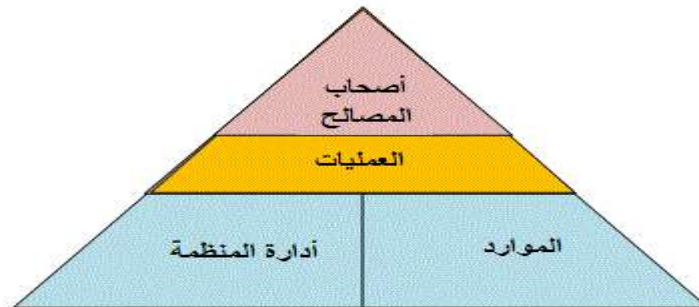 أصحاب
المصالح
العمليات
الموارد
أدارة المنظمة